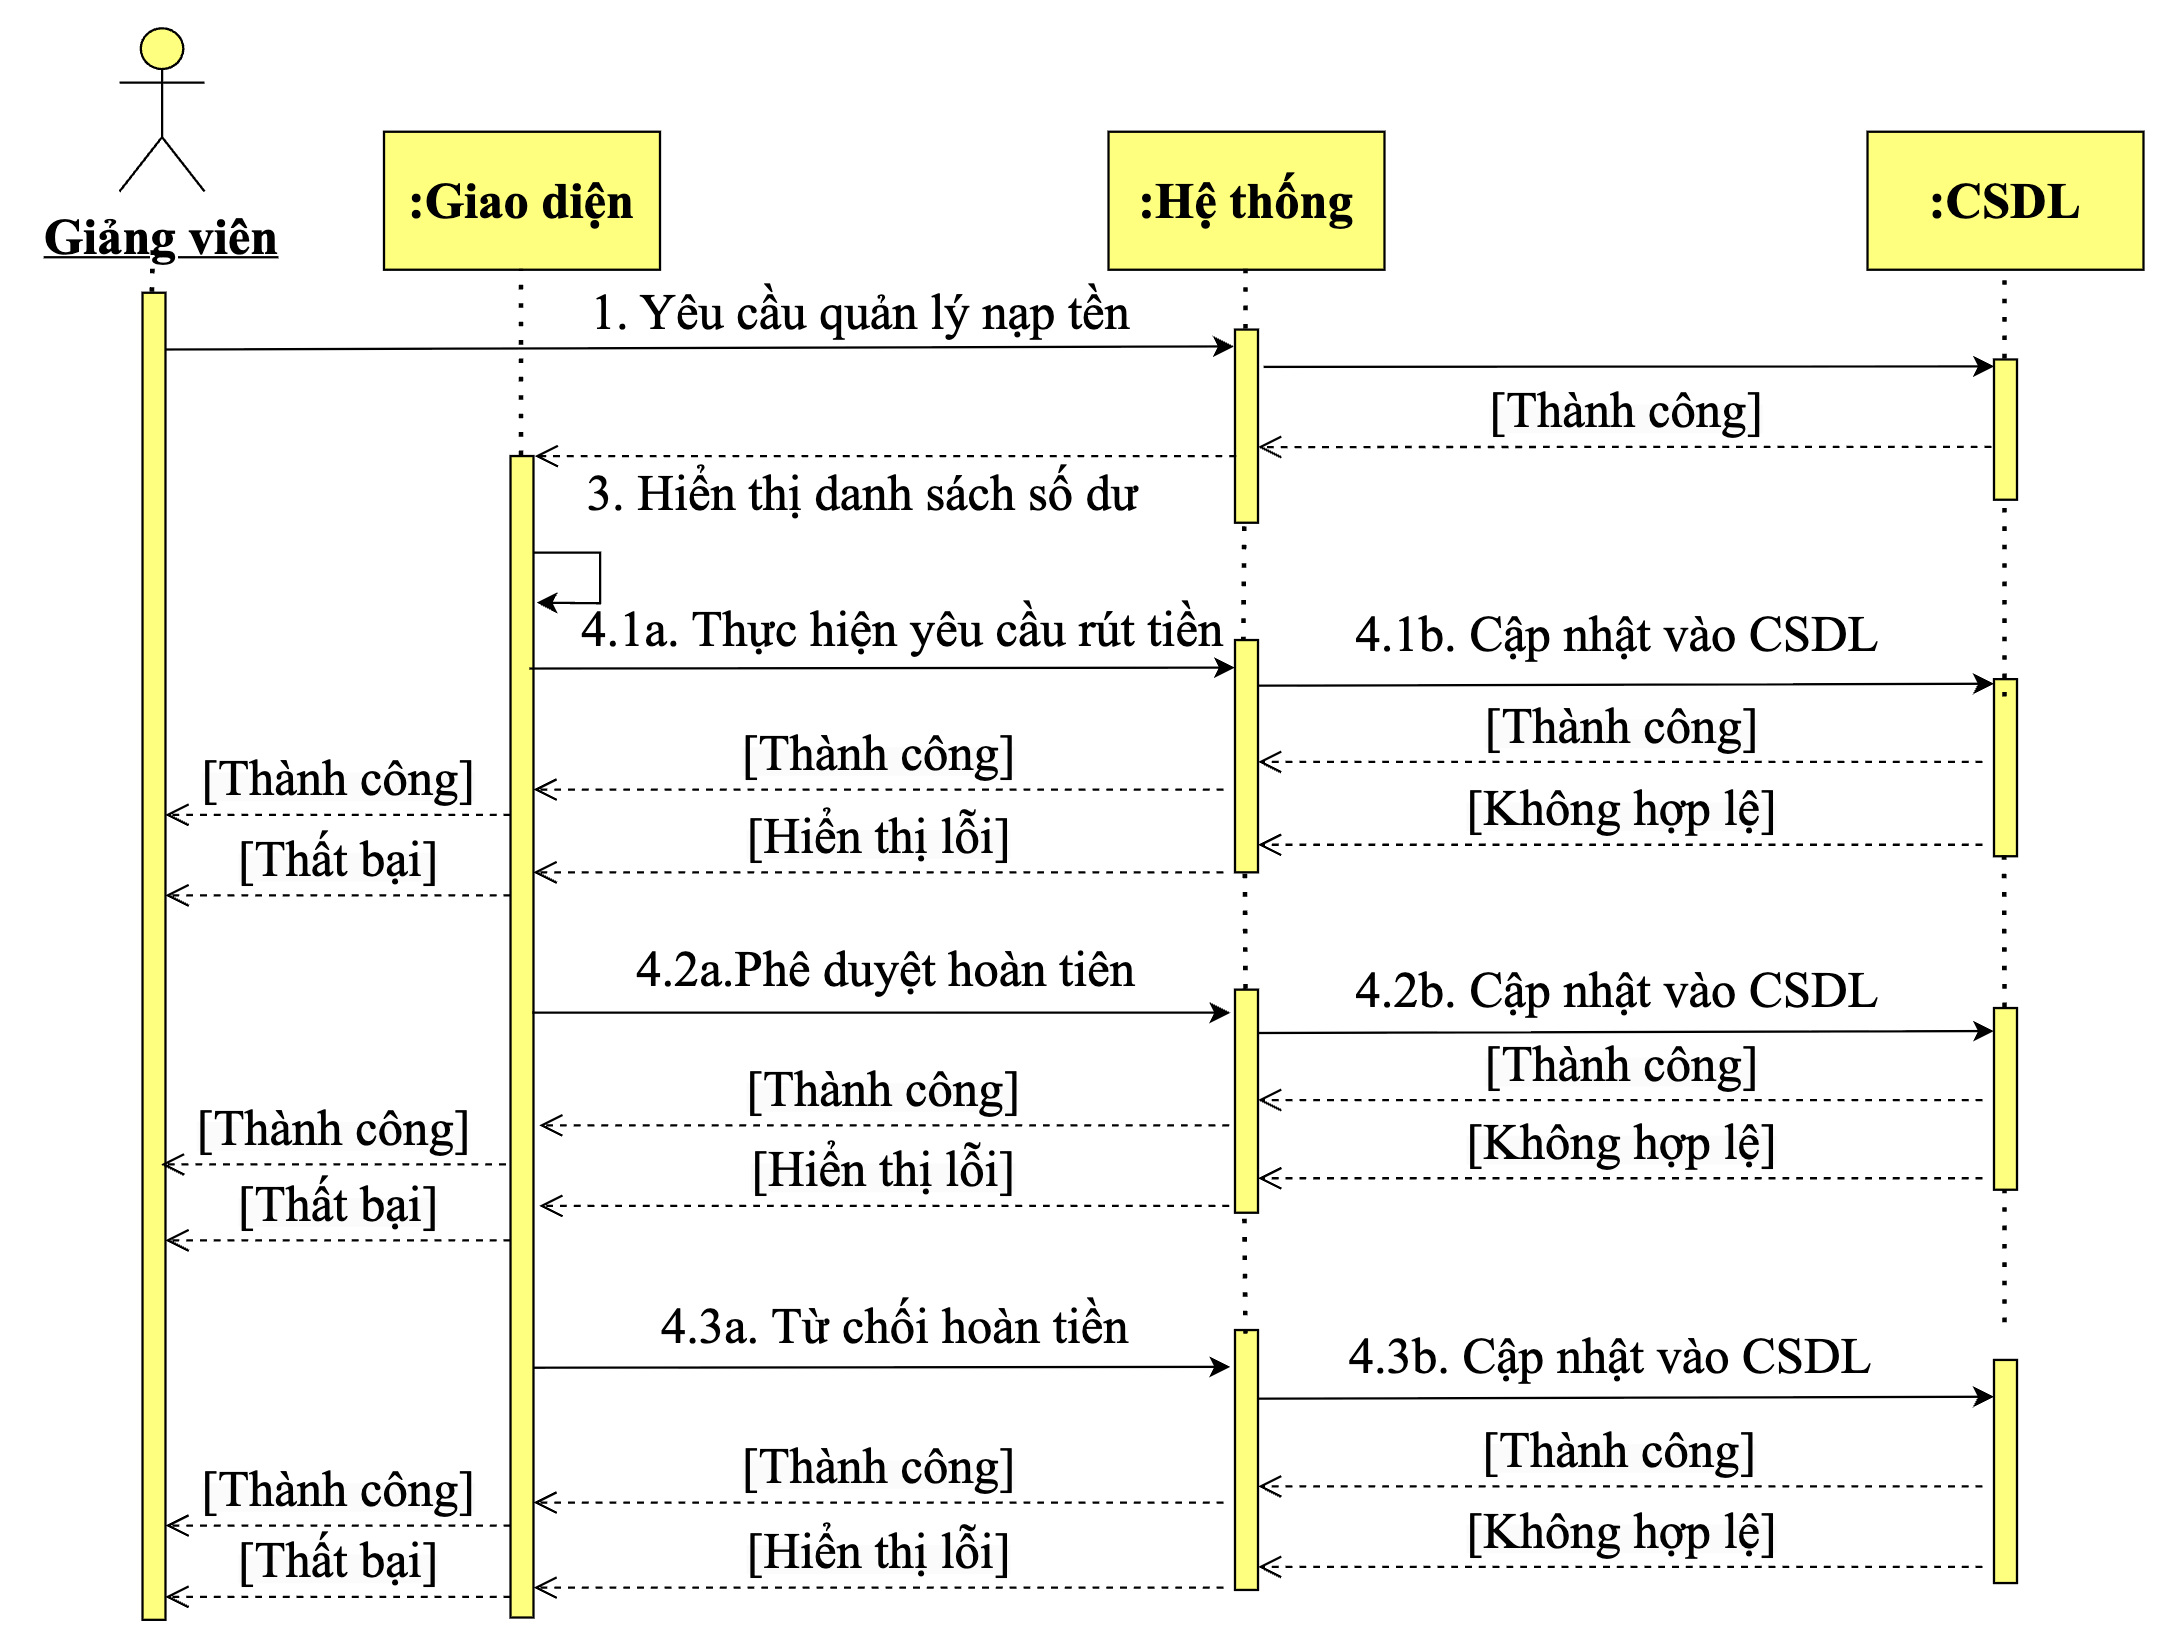 Giảng viên
:Giao diện
:Hệ thống
:CSDL
1. Yêu cầu quản lý nạp tền
[Thành công]
3. Hiển thị danh sách số dư
4.1a. Thực hiện yêu cầu rút tiền
4.1b. Cập nhật vào CSDL
[Thành công]
[Thành công]
[Thành công]
[Không hợp lệ]
[Hiển thị lỗi]
[Thất bại]
4.2a.Phê duyệt hoàn tiên
4.2b. Cập nhật vào CSDL
[Thành công]
[Thành công]
[Thành công]
[Không hợp lệ]
[Hiển thị lỗi]
[Thất bại]
4.3a. Từ chối hoàn tiền
4.3b. Cập nhật vào CSDL
[Thành công]
[Thành công]
[Thành công]
[Không hợp lệ]
[Hiển thị lỗi]
[Thất bại]